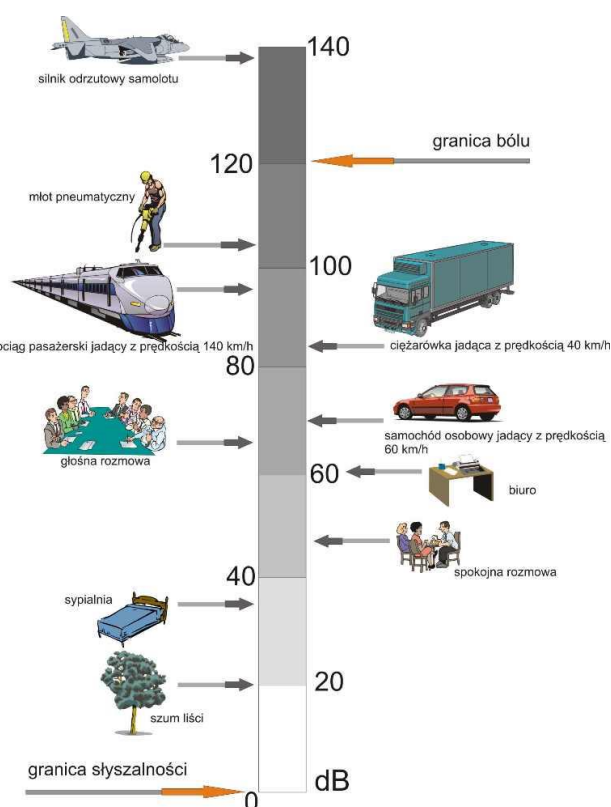 140
silnik odrzutowy samolotu
granica bólu
120
młot pneumatyczny
100
ociąg pasażerski jadący z prędkością 140 km/h
ciężarówka jadąca z prędkością 40 km/h
80
samochód osobowy jadący z prędkością
60 km/h
głośna rozmowa
60
biuro
40
spokojna rozmowa
sypialnia
20
szum liści
granica słyszalności
dB
0